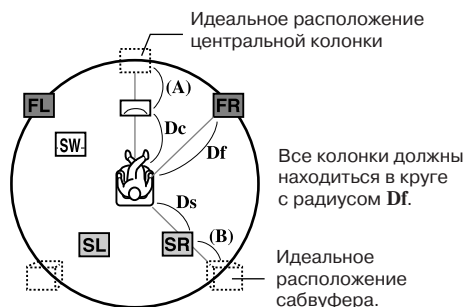 Идеальное расположение
центральной колонки
(A)
FL
FR
Dc
SW
Df
Все колонки должны
находиться в круге
с радиусом Df.
Ds
SL
SR
(B)
Идеальное
расположение
сабвуфера.